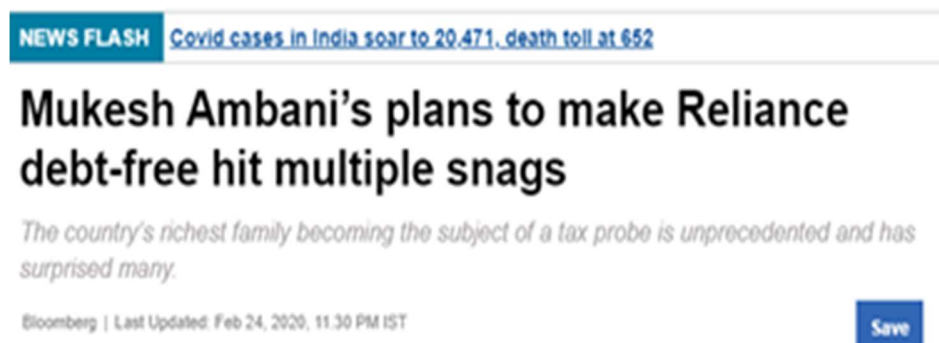 NEWS FLASH Covid cases in India soar to 20,471, death toll at 652
Mukesh Ambani's plans to make Reliance
debt-free hit multiple snags
The country's richest family becoming the subject of a tax probe is unprecedented and has
surprised many.
Bloomberg | Last Updated: Feb 24, 2020, 11.30 PM IST
Save